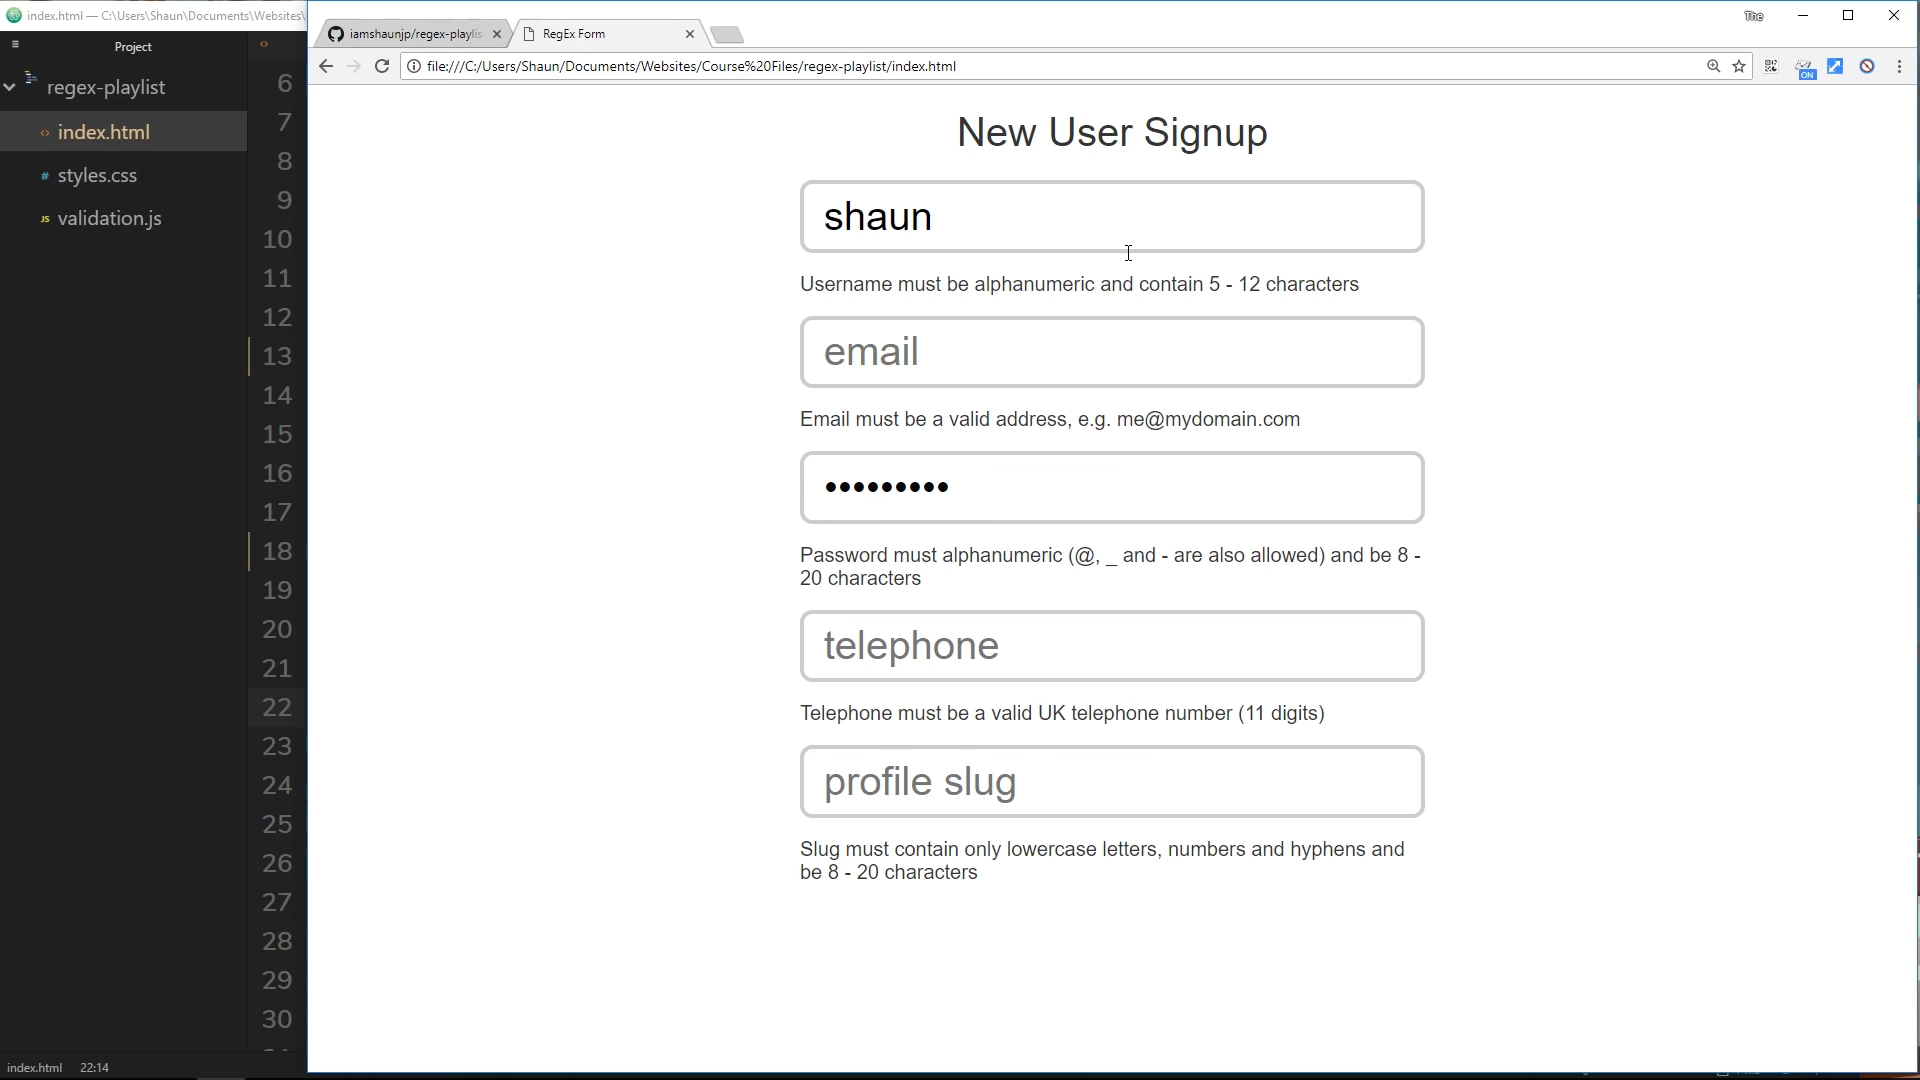 index.html — C:\Users\Shaun\Documents\Websites\
The
iamshaunjp/regex-playlis
RegEx Form
Project
file:///C:/Users/Shaun/Documents/Websites/Course%20Files/regex-playlist/index.html
ON
regex-playlist
index.html
styles.css
JS validation.js
6
7
8
9
10
11
12
13
14
15
16
17
18
19
20
21
22
23
24
25
26
27
28
29
30
New User Signup
shaun
Username must be alphanumeric and contain 5 - 12 characters
email
Email must be a valid address, e.g. me@mydomain.com
•••••••••
Password must alphanumeric (@, _ and - are also allowed) and be 8 -
20 characters
telephone
Telephone must be a valid UK telephone number (11 digits)
profile slug
Slug must contain only lowercase letters, numbers and hyphens and
be 8 - 20 characters
index.html 22:14